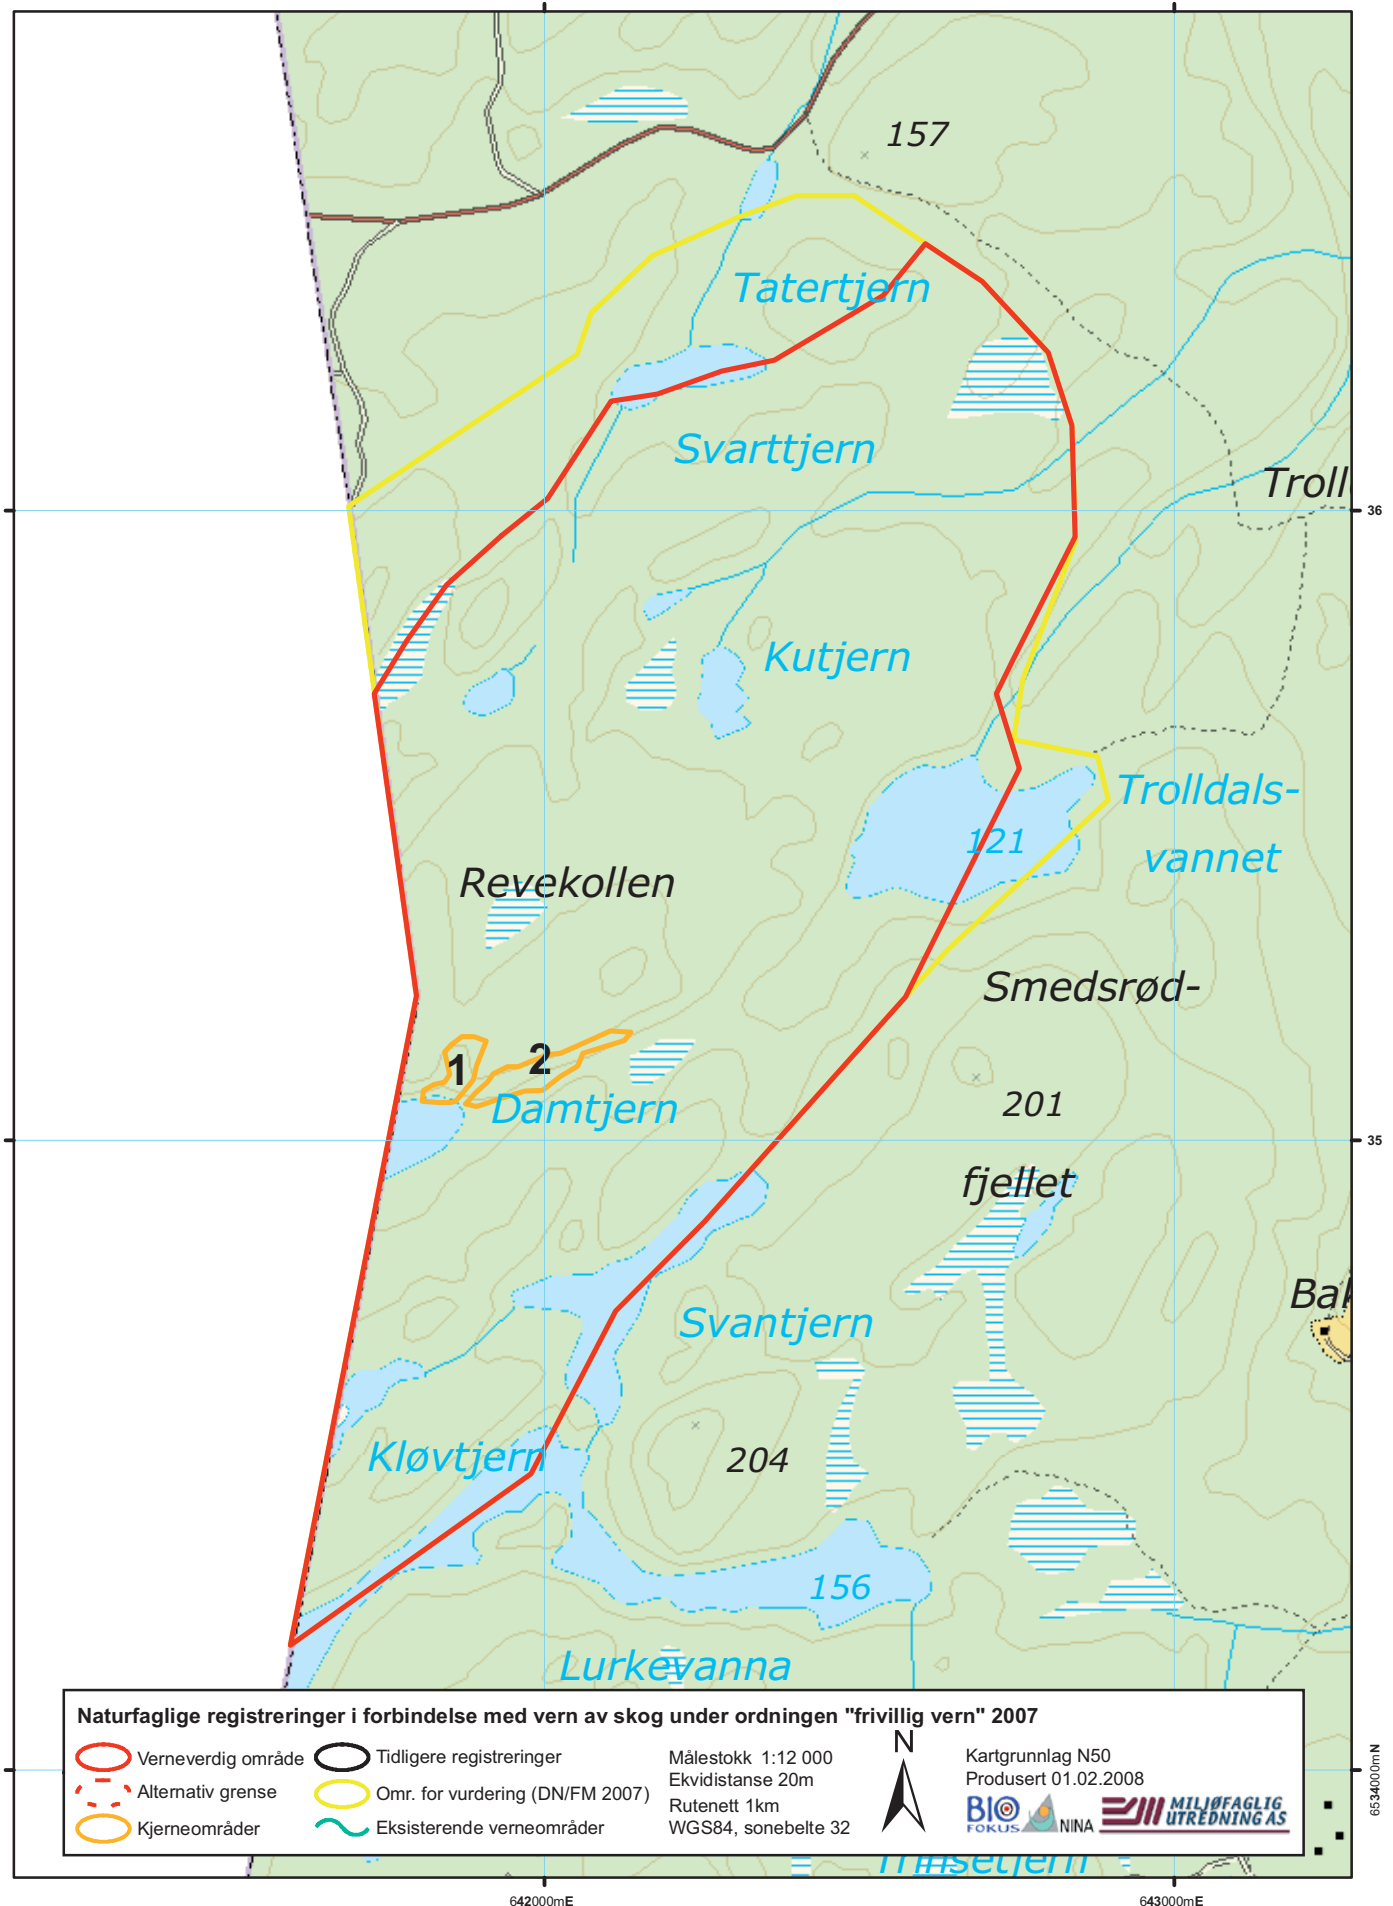 157
Tatertjern
Svarttjern
Troll
36
Kutjern
Trolldals-
vannet
121
Revekollen
Smedsrød-
1
2
Damtjern
201
35
fjellet
Bak
Svantjern
Kløvtjern
204
156
Lurkevanna
Naturfaglige registreringer i forbindelse med vern av skog under ordningen "frivillig vern" 2007
Verneverdig område
Alternativ grense
Kjerneområder
Tidligere registreringer
Omr. for vurdering (DN/FM 2007)
Eksisterende verneområder
Målestokk 1:12 000
Ekvidistanse 20m
Rutenett 1km
WGS84, sonebelte 32
N
Kartgrunnlag N50
Produsert 01.02.2008
BIO
FOKUS
NINA
MILJØFAGLIG
UTREDNING AS
6534000mN
642000mE
643000mE